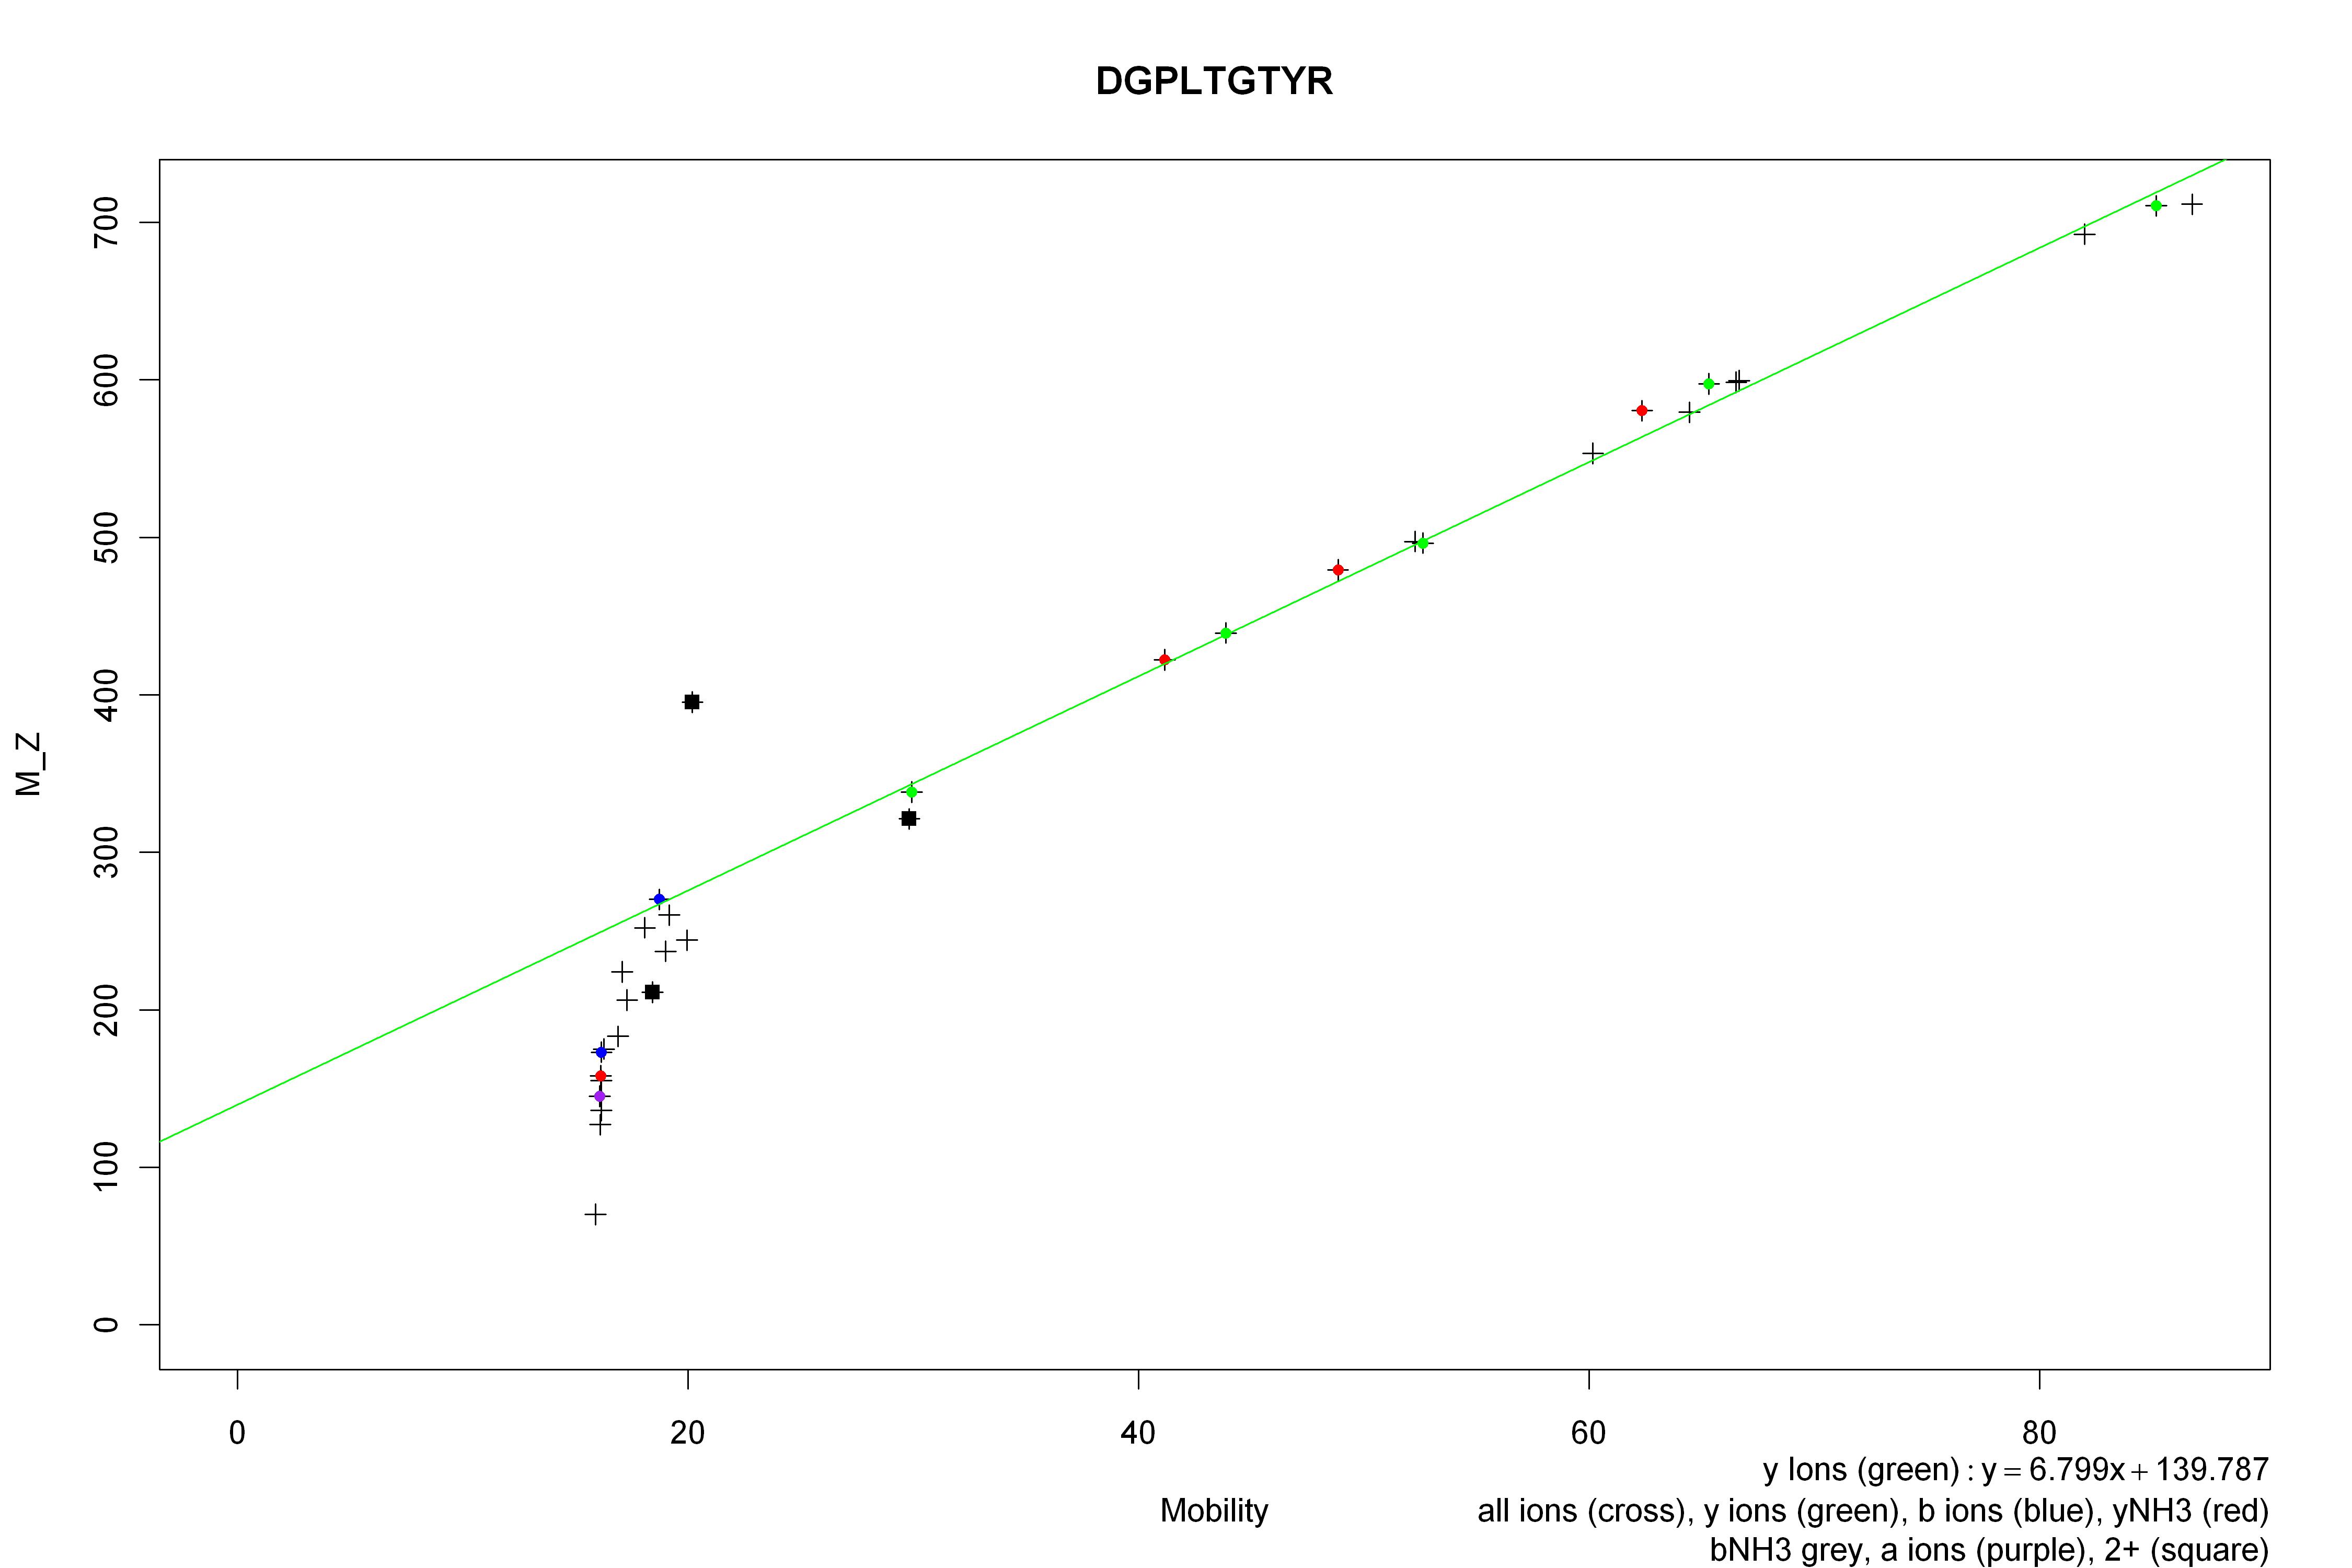 DGPLTGTYR
700
600
500
400
300
200
100
0
M_Z
0 20 40 60 80
y Ions (green) : y = 6.799x + 139.787
Mobility
all ions (cross), y ions (green), b ions (blue), yNH3 (red)
bNH3 grey, a ions (purple), 2+ (square)